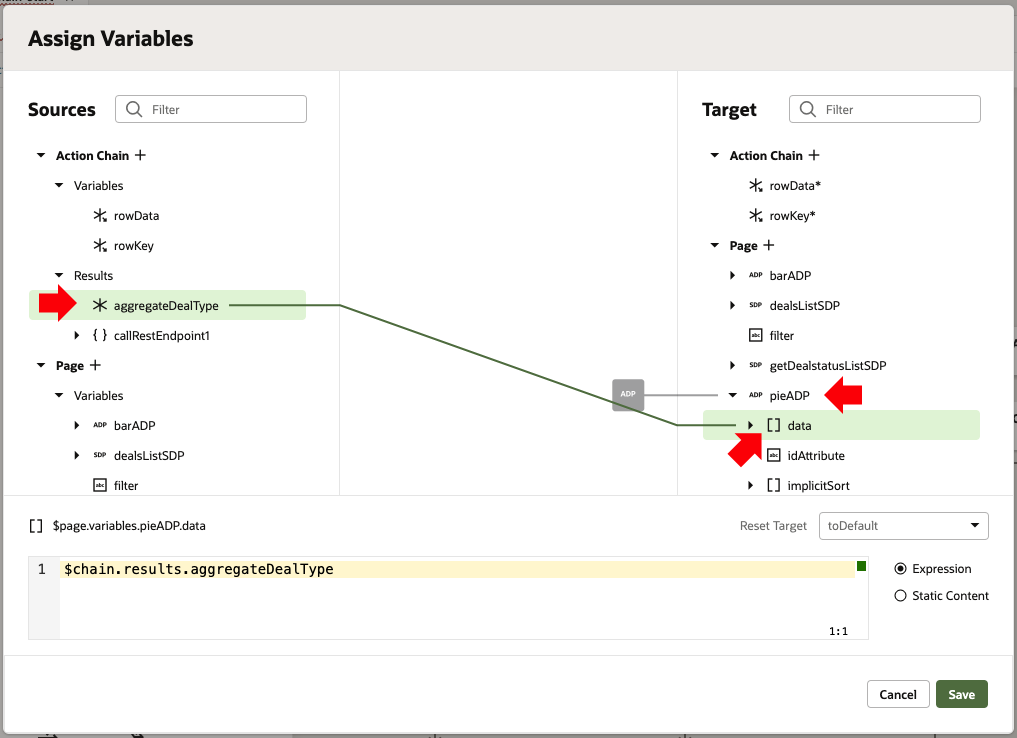 Assign Variables
Sources
Filter
Action Chain
Variables
rowData
rowKey
Results
aggregateDealType
{ } callRestEndpoint1
Page
Variables
ADP barADP
SDP dealsListSDP
abc filter
ADP
Target
Filter
Action Chain
rowData*
rowKey*
Page
ADP barADP
SDP dealsListSDP
abc filter
SDP getDealstatusListSDP
ADP pieADP
[ ] data
abc idAttribute
[ ] implicitSort
[ ] $page.variables.pieADP.data
Reset Target toDefault
1 $chain.results.aggregateDealType
1:1
Expression
Static Content
Cancel Save